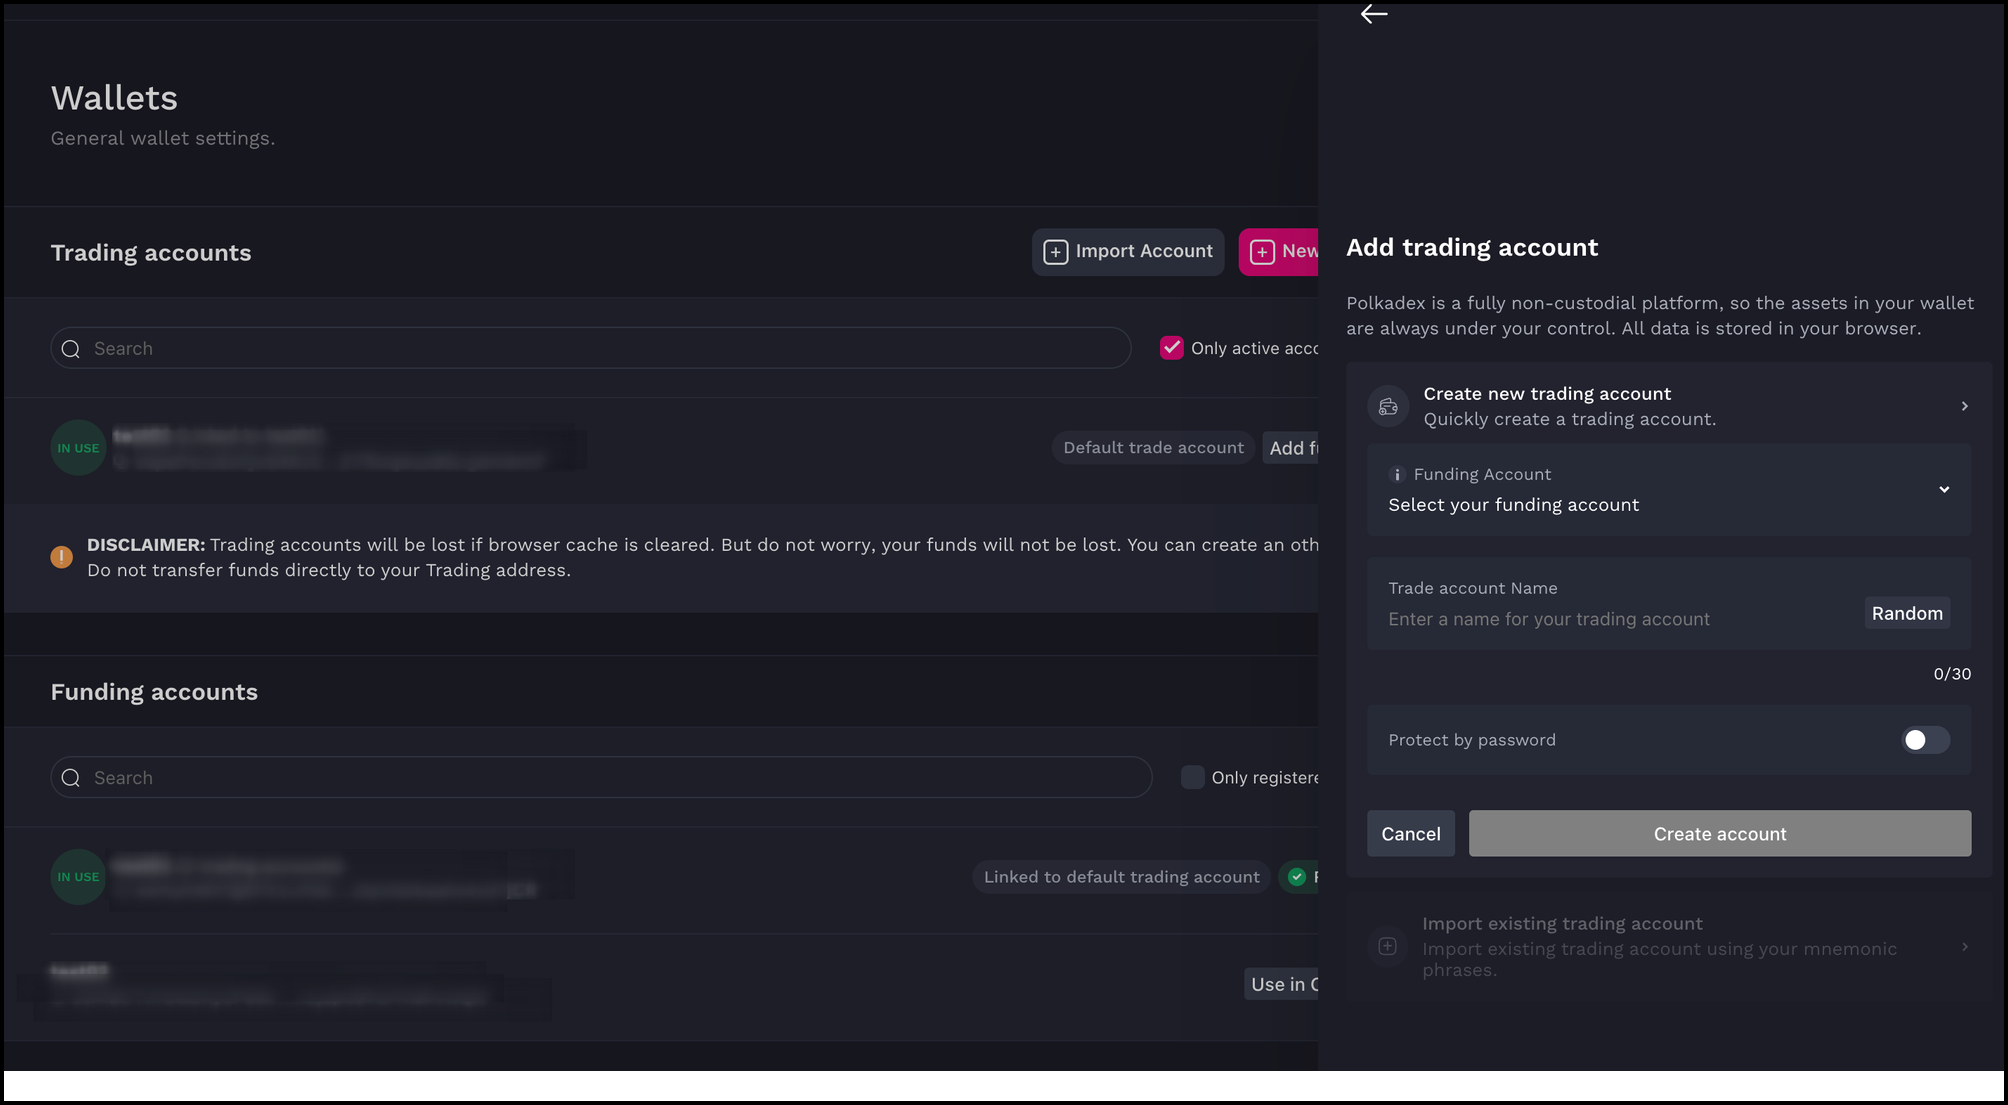 Wallets
General wallet settings.
Trading accounts
Import Account
New
Search
Only active acco
IN USE
Default trade account
Add fu
DISCLAIMER: Trading accounts will be lost if browser cache is cleared. But do not worry, your funds will not be lost. You can create an oth
Do not transfer funds directly to your Trading address.
Funding accounts
Search
Only registere
IN USE
Linked to default trading account
Use in
Add trading account
Polkadex is a fully non-custodial platform, so the assets in your wallet
are always under your control. All data is stored in your browser.
Create new trading account
Quickly create a trading account.
Funding Account
Select your funding account
Trade account Name
Enter a name for your trading account
Random
0/30
Protect by password
Cancel
Create account
Import existing trading account
Import existing trading account using your mnemonic
phrases.